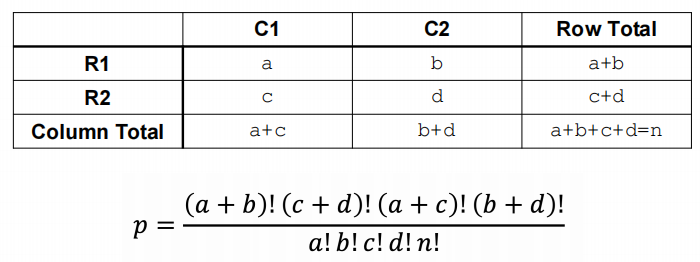 C1 C2 Row Total
R1 a b a+b
R2 c d c+d
Column Total a+c b+d a+b+c+d=n
p = (a + b)! (c + d)! (a + c)! (b + d)!
a! b! c! d! n!